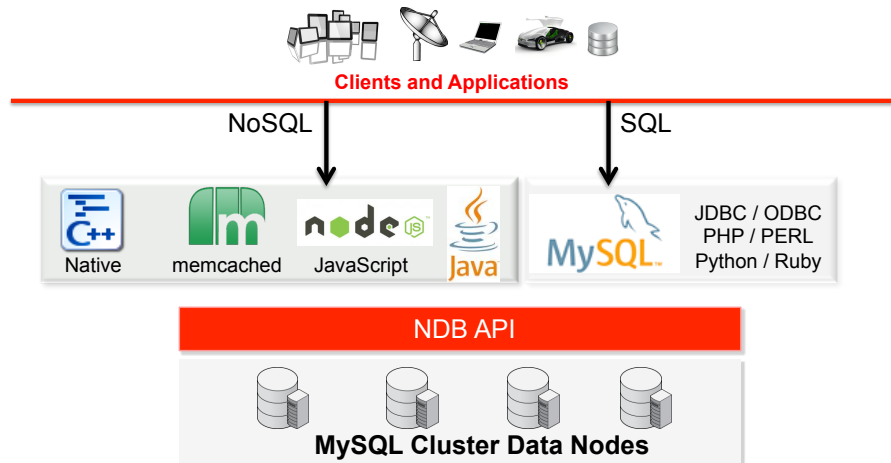 Clients and Applications
NoSQL
SQL
C++
Native
m
memcached
node
JS
JavaScript
Java
MySQL™
JDBC / ODBC
PHP / PERL
Python / Ruby
NDB API
MySQL Cluster Data Nodes